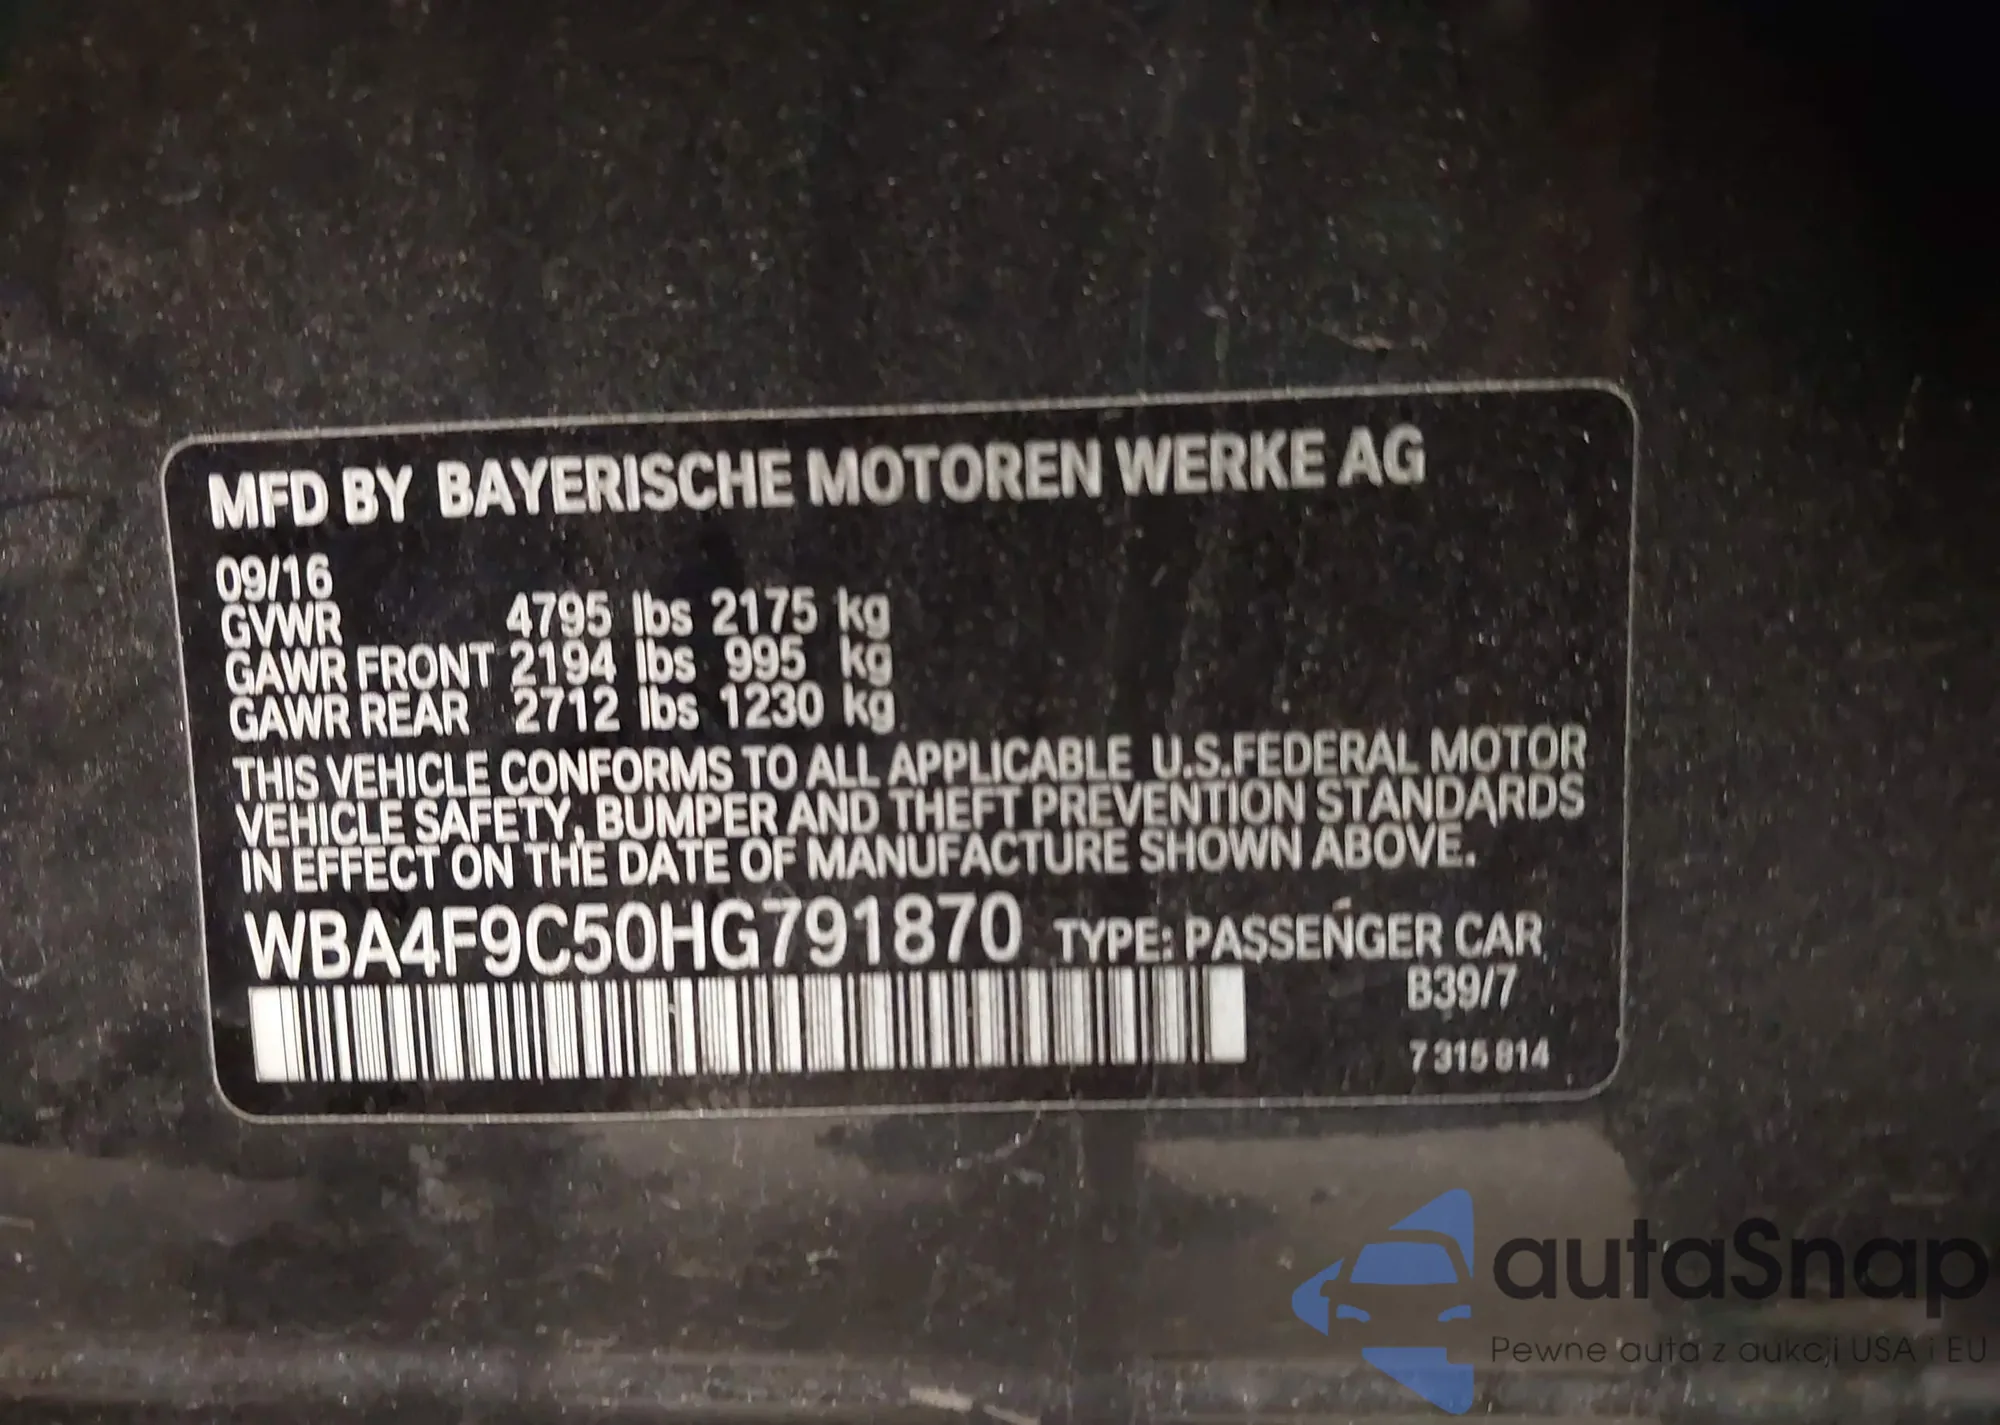 MFD BY BAYERISCHE MOTOREN WERKE AG
09/16
GVWR 4795 lbs 2175 kg
GAWR FRONT 2194 lbs 995 kg
GAWR REAR 2712 lbs 1230 kg
THIS VEHICLE CONFORMS TO ALL APPLICABLE U.S.FEDERAL MOTOR
VEHICLE SAFETY, BUMPER AND THEFT PREVENTION STANDARDS
IN EFFECT ON THE DATE OF MANUFACTURE SHOWN ABOVE.
WBA4F9C50HG791870 TYPE: PASSENGER CAR
B39/7
7 315 814
autaSnap
Pewne auta z aukcji USA i EU